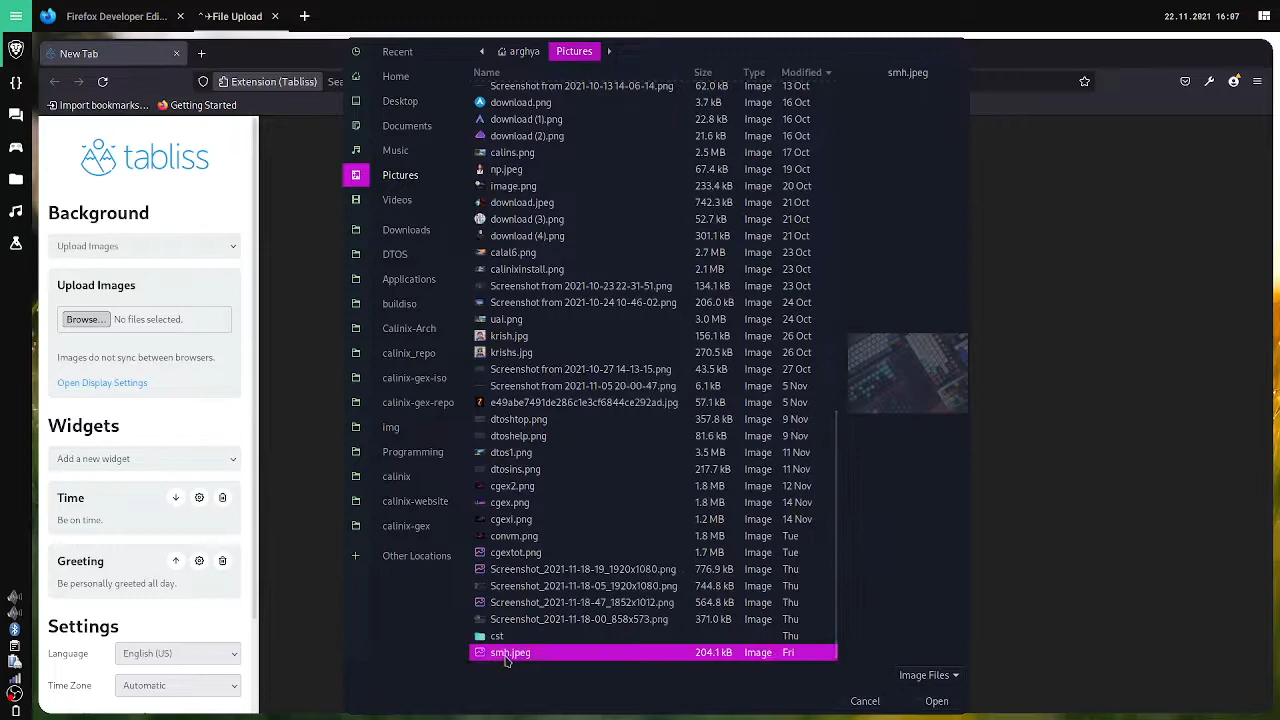 Firefox Developer Edi...
File Upload
22.11.2021 16:07
New Tab
Extension (Tabliss)
Sea
Import bookmarks...
Getting Started
tabliss
Background
Upload Images
Upload Images
Browse...
No files selected.
Images do not sync between browsers.
Open Display Settings
Widgets
Add a new widget
Time
Be on time.
Greeting
Be personally greeted all day.
Settings
Language
English (US)
Time Zone
Automatic
Recent
Home
Desktop
Documents
Music
Pictures
Videos
Downloads
DTOS
Applications
buildiso
Calinix-Arch
calinix_repo
calinix-gex-iso
calinix-gex-repo
img
Programming
calinix
calinix-website
calinix-gex
Other Locations
arghya
Pictures
Name Size Type Modified
Screenshot from 2021-10-13 14-06-14.png 62.0 kB Image 13 Oct
download.png 3.7 kB Image 16 Oct
download (1).png 22.8 kB Image 16 Oct
download (2).png 21.6 kB Image 16 Oct
calins.png 2.5 MB Image 17 Oct
np.jpeg 67.4 kB Image 19 Oct
image.png 233.4 kB Image 20 Oct
download.jpeg 742.3 kB Image 21 Oct
download (3).png 52.7 kB Image 21 Oct
download (4).png 301.1 kB Image 21 Oct
calal6.png 2.7 MB Image 23 Oct
calinixinstall.png 2.1 MB Image 23 Oct
Screenshot from 2021-10-23 22-31-51.png 134.1 kB Image 23 Oct
Screenshot from 2021-10-24 10-46-02.png 206.0 kB Image 24 Oct
uai.png 3.0 MB Image 24 Oct
krish.jpg 156.1 kB Image 26 Oct
krishs.jpg 270.5 kB Image 26 Oct
Screenshot from 2021-10-27 14-13-15.png 43.5 kB Image 27 Oct
Screenshot from 2021-11-05 20-00-47.png 6.1 kB Image 5 Nov
e49abe7491de286c1e3cf6844ce292ad.jpg 57.1 kB Image 5 Nov
dtoshtop.png 357.8 kB Image 9 Nov
dtoshelp.png 81.6 kB Image 9 Nov
dtos1.png 3.5 MB Image 11 Nov
dtosins.png 217.7 kB Image 11 Nov
cgex2.png 1.8 MB Image 12 Nov
cgex.png 1.8 MB Image 14 Nov
cgexi.png 1.2 MB Image 14 Nov
convm.png 1.8 MB Image Tue
cgextot.png 1.7 MB Image Tue
Screenshot_2021-11-18-19_1920x1080.png 776.9 kB Image Thu
Screenshot_2021-11-18-05_1920x1080.png 744.8 kB Image Thu
Screenshot_2021-11-18-47_1852x1012.png 564.8 kB Image Thu
Screenshot_2021-11-18-00_858x573.png 371.0 kB Image Thu
cst Thu
smh.jpeg 204.1 kB Image Fri
smh.jpeg
Image Files
Cancel
Open